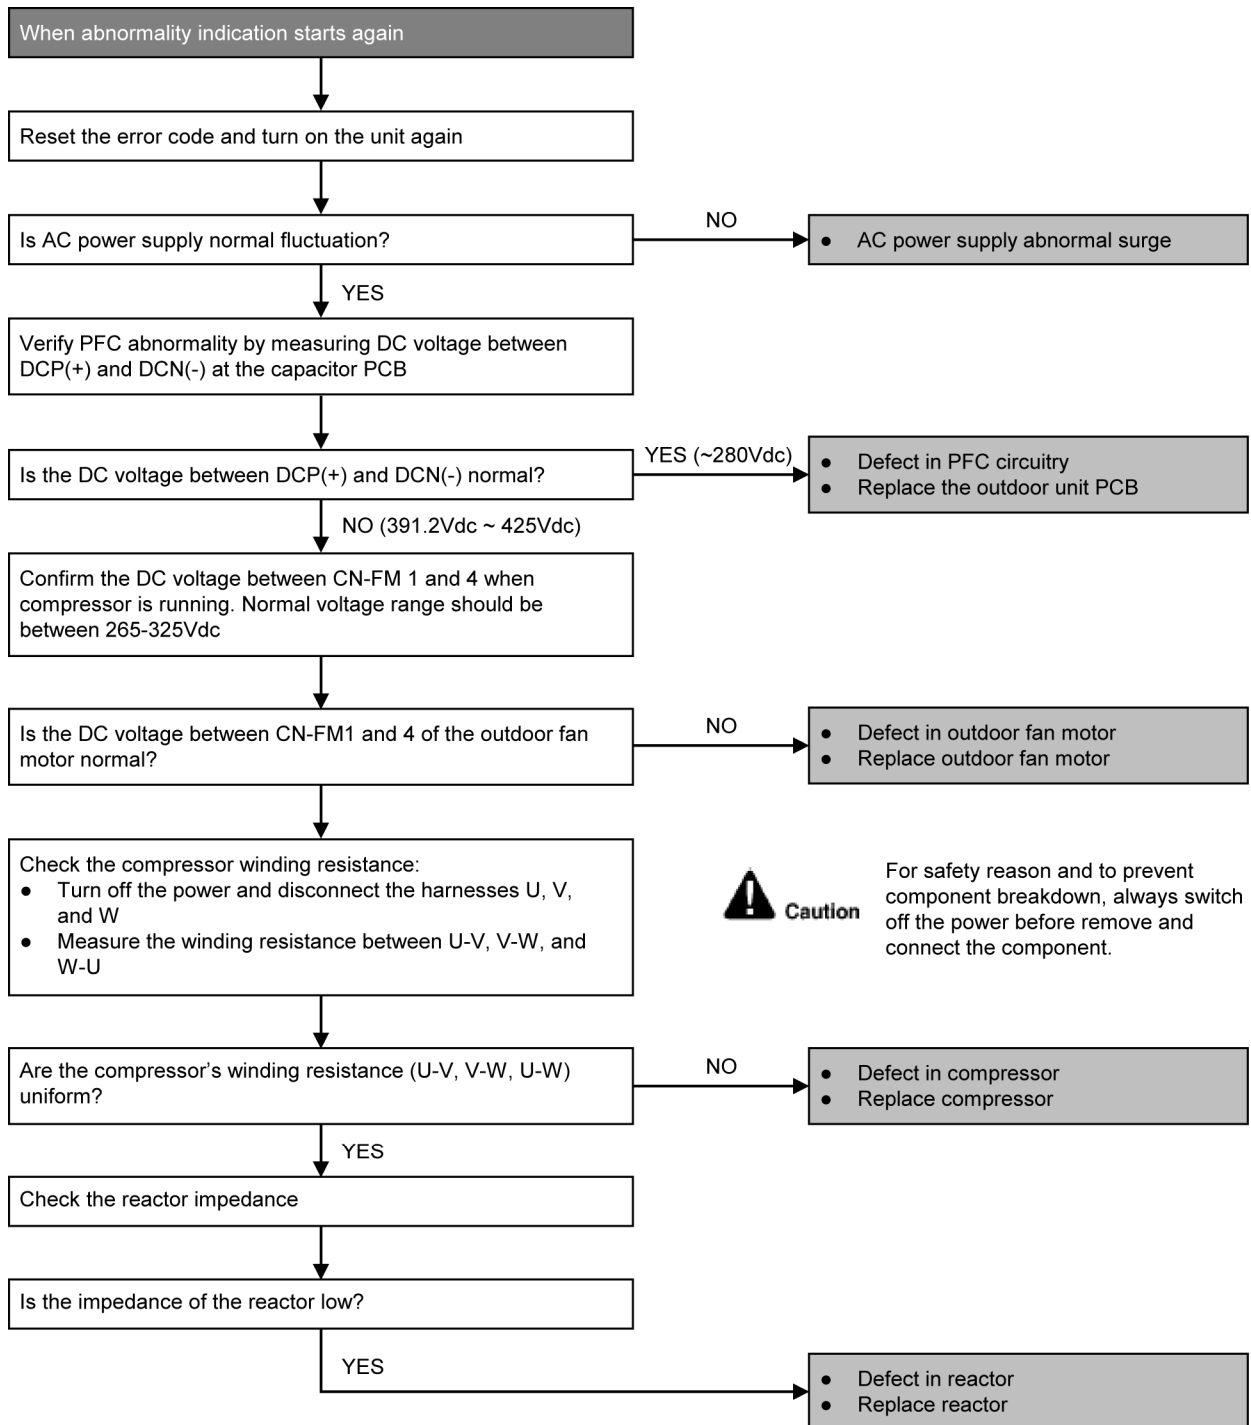 When abnormality indication starts again
Reset the error code and turn on the unit again
Is AC power supply normal fluctuation?
NO
● AC power supply abnormal surge
YES
Verify PFC abnormality by measuring DC voltage between
DCP(+) and DCN(-) at the capacitor PCB
Is the DC voltage between DCP(+) and DCN(-) normal?
YES (~280Vdc)
● Defect in PFC circuitry
● Replace the outdoor unit PCB
NO (391.2Vdc ~ 425Vdc)
Confirm the DC voltage between CN-FM 1 and 4 when
compressor is running. Normal voltage range should be
between 265-325Vdc
Is the DC voltage between CN-FM1 and 4 of the outdoor fan
motor normal?
NO
● Defect in outdoor fan motor
● Replace outdoor fan motor
Check the compressor winding resistance:
● Turn off the power and disconnect the harnesses U, V,
and W
● Measure the winding resistance between U-V, V-W, and
W-U
Caution
For safety reason and to prevent
component breakdown, always switch
off the power before remove and
connect the component.
Are the compressor’s winding resistance (U-V, V-W, U-W)
uniform?
NO
● Defect in compressor
● Replace compressor
YES
Check the reactor impedance
Is the impedance of the reactor low?
YES
● Defect in reactor
● Replace reactor